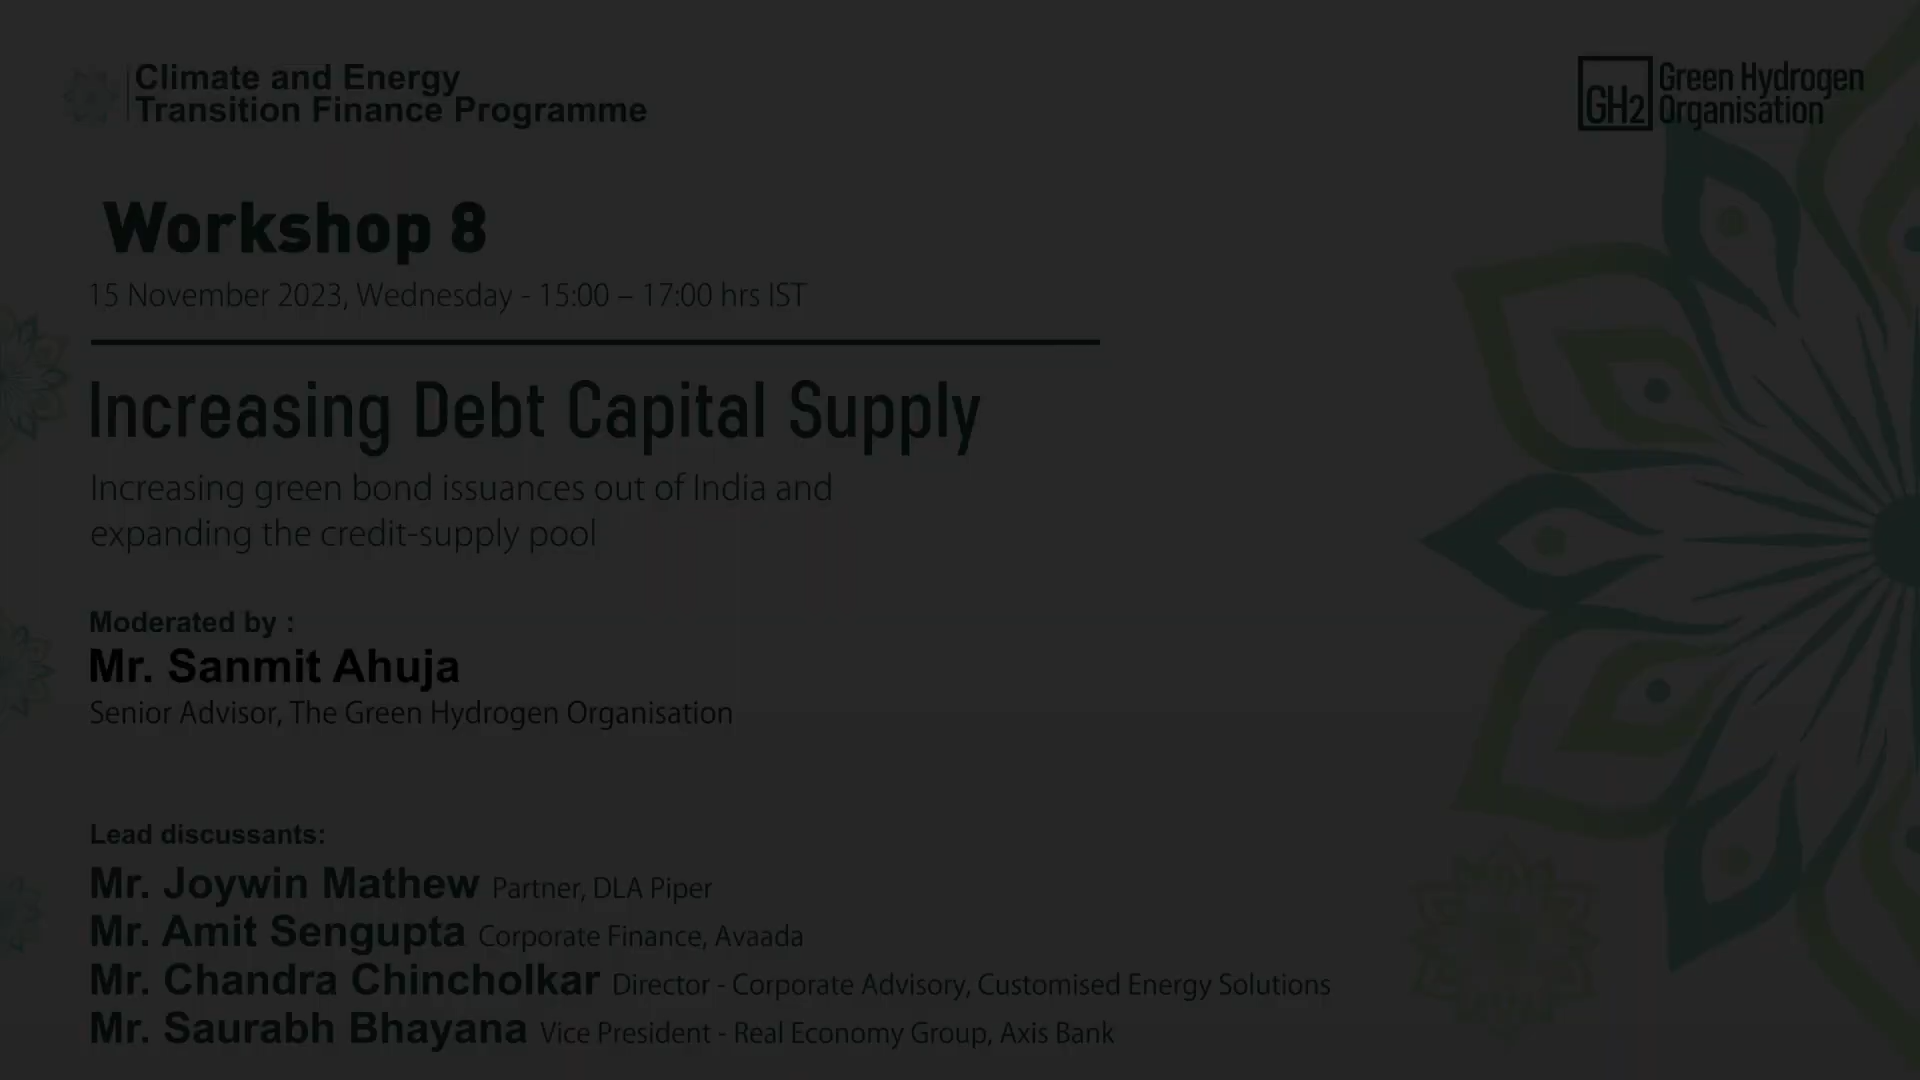 Climate and Energy
Transition Finance Programme
GH2 Green Hydrogen
Organisation
Workshop 8
15 November 2023, Wednesday - 15:00 – 17:00 hrs IST
Increasing Debt Capital Supply
Increasing green bond issuances out of India and
expanding the credit-supply pool
Moderated by :
Mr. Sanmit Ahuja
Senior Advisor, The Green Hydrogen Organisation
Lead discussants:
Mr. Joywin Mathew Partner, DLA Piper
Mr. Amit Sengupta Corporate Finance, Avaada
Mr. Chandra Chincholkar Director - Corporate Advisory, Customised Energy Solutions
Mr. Saurabh Bhayana Vice President - Real Economy Group, Axis Bank